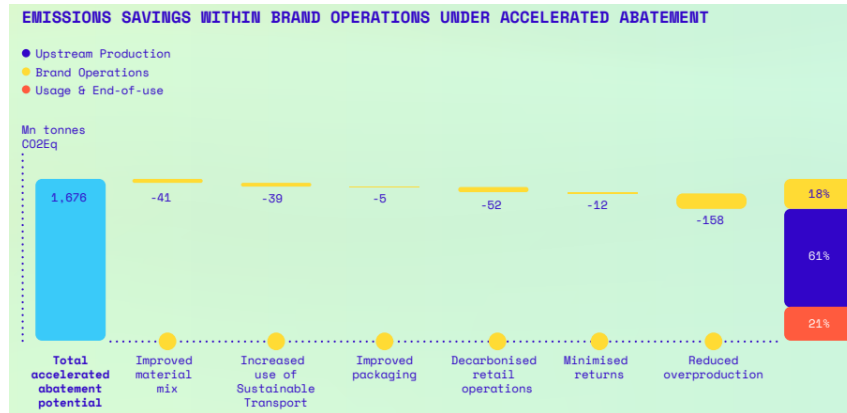 EMISSIONS SAVINGS WITHIN BRAND OPERATIONS UNDER ACCELERATED ABATEMENT
Upstream Production
Brand Operations
Usage & End-of-use
Mn tonnes
CO2Eq
1,676
-41
-39
-5
-52
-12
-158
18%
61%
21%
Total
accelerated
abatement
potential
Improved
material
mix
Increased
use of
Sustainable
Transport
Improved
packaging
Decarbonised
retail
operations
Minimised
returns
Reduced
overproduction